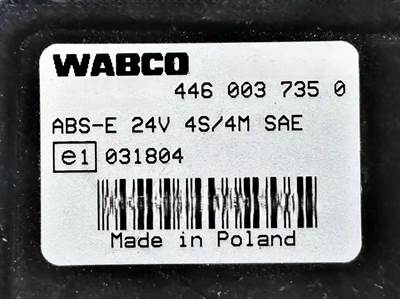 WABCO
446 003 735 0
ABS-E 24V 4S/4M SAE
e1 031804
Made in Poland